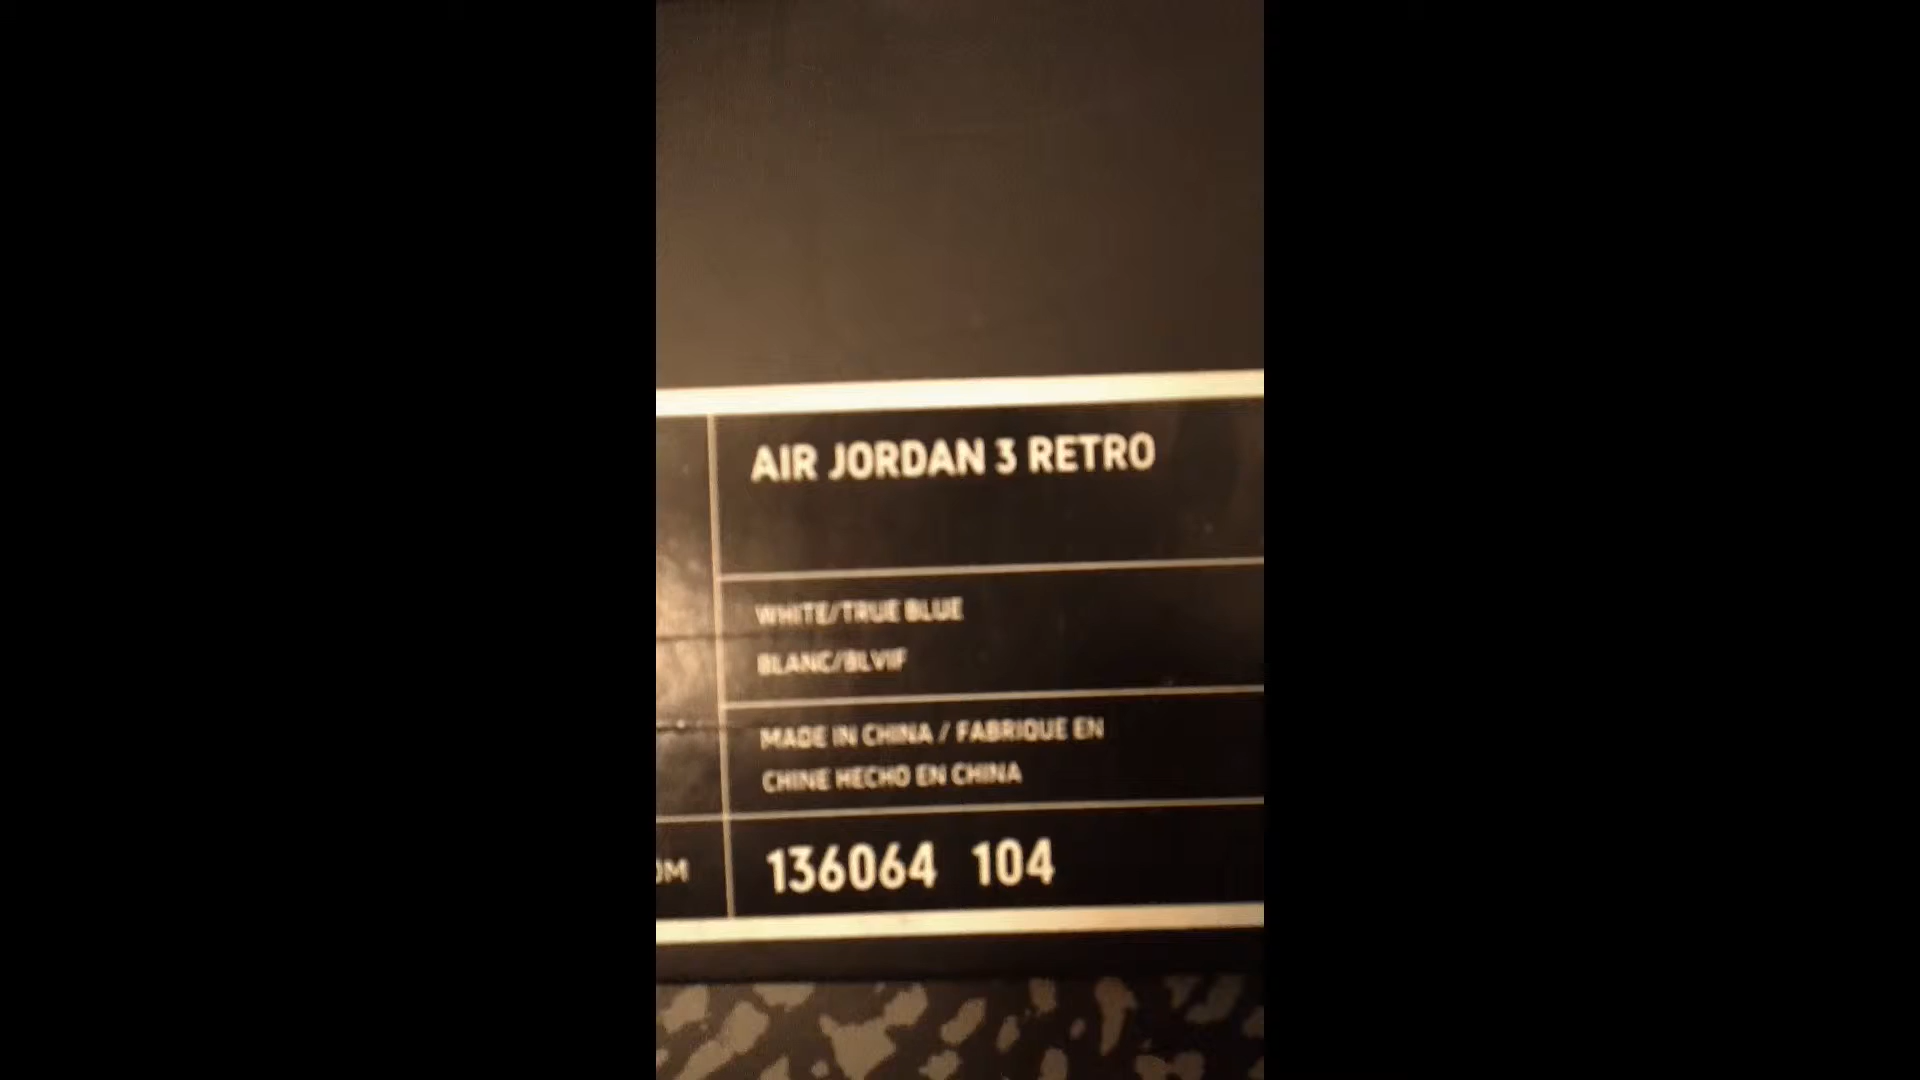 AIR JORDAN 3 RETRO
WHITE/TRUE BLUE
BLANC/BLVIF
MADE IN CHINA / FABRIQUE EN
CHINE HECHO EN CHINA
136064 104